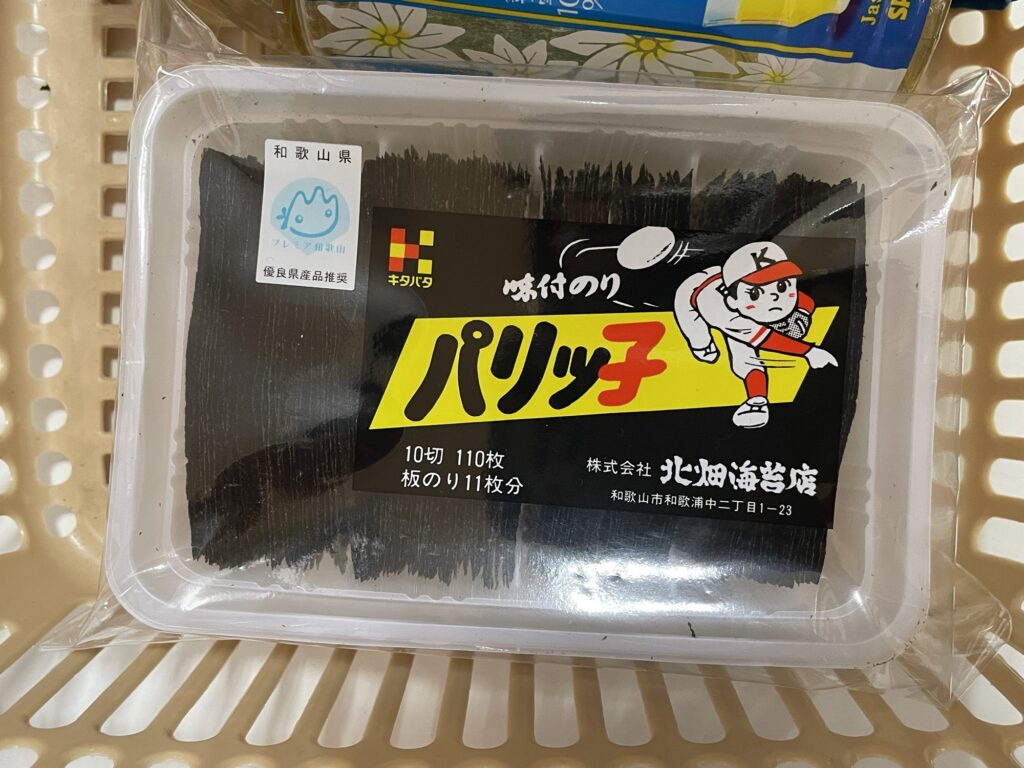 和歌山県
プレミア和歌山
優良県産品推奨
キタバタ
味付のり
K
パリッ子
10切 110枚
板のり11枚分
株式会社 北畑海苔店
和歌山市和歌浦中二丁目1-23
Jas